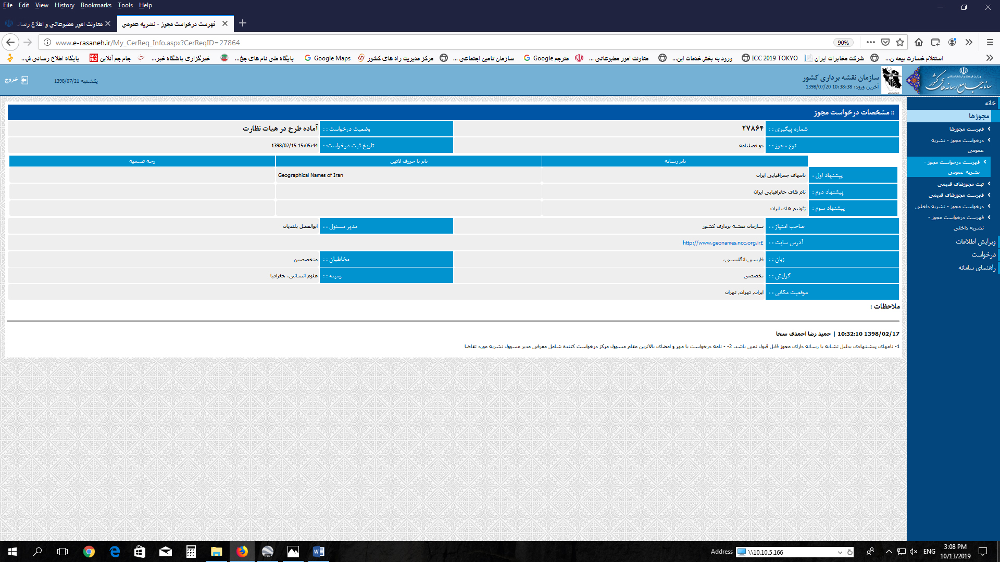 File Edit View History Bookmarks Tools Help
معاونت امور مطبوعاتی و اطلاع رسان
فهرست درخواست مجوز - نشریه عمومی
www.e-rasaneh.ir/My_CerReq_Info.aspx?CerReqID=27864
90%
استعلام خسارت بیمه ن...
شرکت مخابرات ایران
ICC 2019 TOKYO
ورود به بخش خدمات این...
معاونت امور مطبوعاتی ...
مترجم Google
سازمان تامین اجتماعی ...
مرکز مدیریت راه های کشور
Google Maps
پایگاه ملی نام های جغ...
خبرگزاری باشگاه خبر...
جام جم آنلاین
پایگاه اطلاع رسانی ش...
وزارت فرهنگ و ارشاد اسلامی
سامانه جامع رسانه های کشور
سازمان نقشه برداری کشور
آخرین ورود: 10:38:38 1398/07/20
یکشنبه 1398/07/21
خروج
خانه
مجوزها
فهرست مجوزها
درخواست مجوز - نشریه
عمومی
فهرست درخواست مجوز -
نشریه عمومی
ثبت مجوزهای قدیمی
فهرست مجوزهای قدیمی
درخواست مجوز - نشریه داخلی
فهرست درخواست مجوز -
نشریه داخلی
ویرایش اطلاعات
درخواست
راهنمای سامانه
:: مشخصات درخواست مجوز
شماره پیگیری : : ۲۷۸۶۴ وضعیت درخواست : : آماده طرح در هیات نظارت
نوع مجوز : : دو فصلنامه تاریخ ثبت درخواست: : 1398/02/15 15:05:44
نام رسانه نام با حروف لاتین وجه تسمیه
پیشنهاد اول : نامهای جغرافیایی ایران Geographical Names of Iran
پیشنهاد دوم : نام های جغرافیایی ایران
پیشنهاد سوم : ژئونیم های ایران
صاحب امتیاز : : سازمان نقشه برداری کشور مدیر مسئول : : ابوالفضل بلندیان
آدرس سایت : : http://www.geonames.ncc.org.ir٤
زبان : : فارسی،انگلیسی، مخاطبان : : متخصصین
گرایش : : تخصصی زمینه : : علوم انسانی، جغرافیا
موقعیت مکانی : : ایران, تهران, تهران
ملاحظات :
1398/02/17 10:32:10 | حمید رضا احمدی سخا
1- نامهای پیشنهادی بدلیل تشابه با رسانه دارای مجوز قابل قبول نمی باشد. 2- - نامه درخواست با مهر و امضای بالاترین مقام مسوول مرکز درخواست کننده شامل معرفی مدیر مسوول نشریه مورد تقاضا
Address \\10.10.5.166
ENG
3:08 PM
10/13/2019